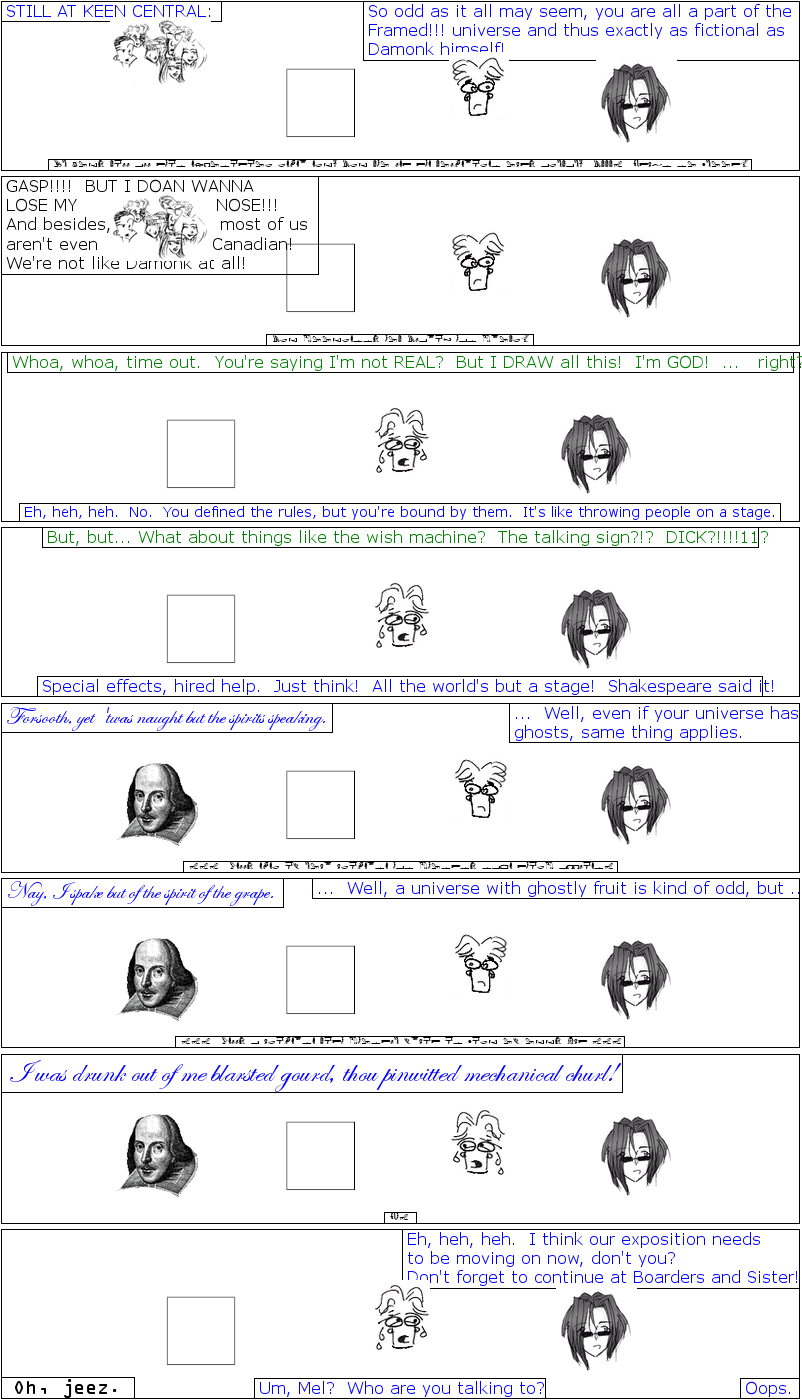 STILL AT KEEN CENTRAL:
So odd as it all may seem, you are all a part of the
Framed!!! universe and thus exactly as fictional as
Damonk himself!
GASP!!!! BUT I DOAN WANNA
LOSE MY NOSE!!!
And besides, most of us
aren't even Canadian!
We're not like Damonk at all!
Whoa, whoa, time out. You're saying I'm not REAL? But I DRAW all this! I'm GOD! ... right?
Eh, heh, heh. No. You defined the rules, but you're bound by them. It's like throwing people on a stage.
But, but... What about things like the wish machine? The talking sign?!? DICK?!!!!11?
Special effects, hired help. Just think! All the world's but a stage! Shakespeare said it!
Forsooth, yet 'twas naught but the spirits speaking.
... Well, even if your universe has
ghosts, same thing applies.
Nay, I spake but of the spirit of the grape.
... Well, a universe with ghostly fruit is kind of odd, but ..
I was drunk out of me blarsted gourd, thou pinwitted mechanical churl!
Eh, heh, heh. I think our exposition needs
to be moving on now, don't you?
Don't forget to continue at Boarders and Sister!
Oh, jeez.
Um, Mel? Who are you talking to?
Oops.